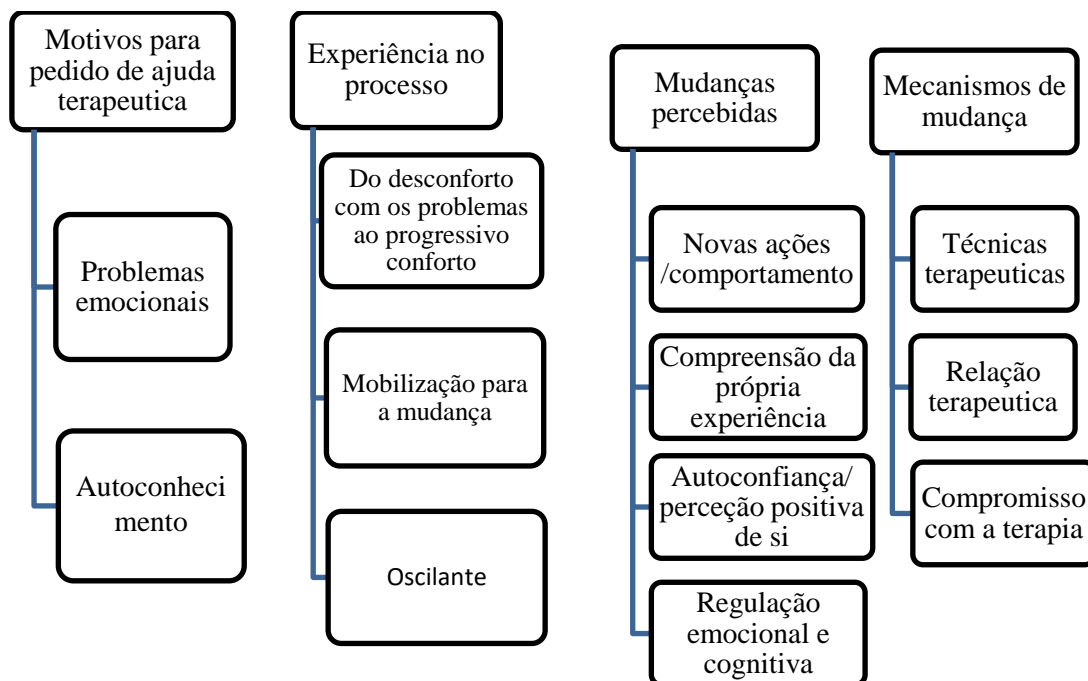 Motivos para
pedido de ajuda
terapeutica
Problemas
emocionais
Autoconheci
mento
Experiência no
processo
Do desconforto
com os problemas
ao progressivo
conforto
Mobilização para
a mudança
Oscilante
Mudanças
percebidas
Novas ações
/comportamento
Compreensão da
própria
experiência
Autoconfiança/
perceção positiva
de si
Regulação
emocional e
cognitiva
Mecanismos de
mudança
Técnicas
terapeuticas
Relação
terapeutica
Compromisso
com a terapia